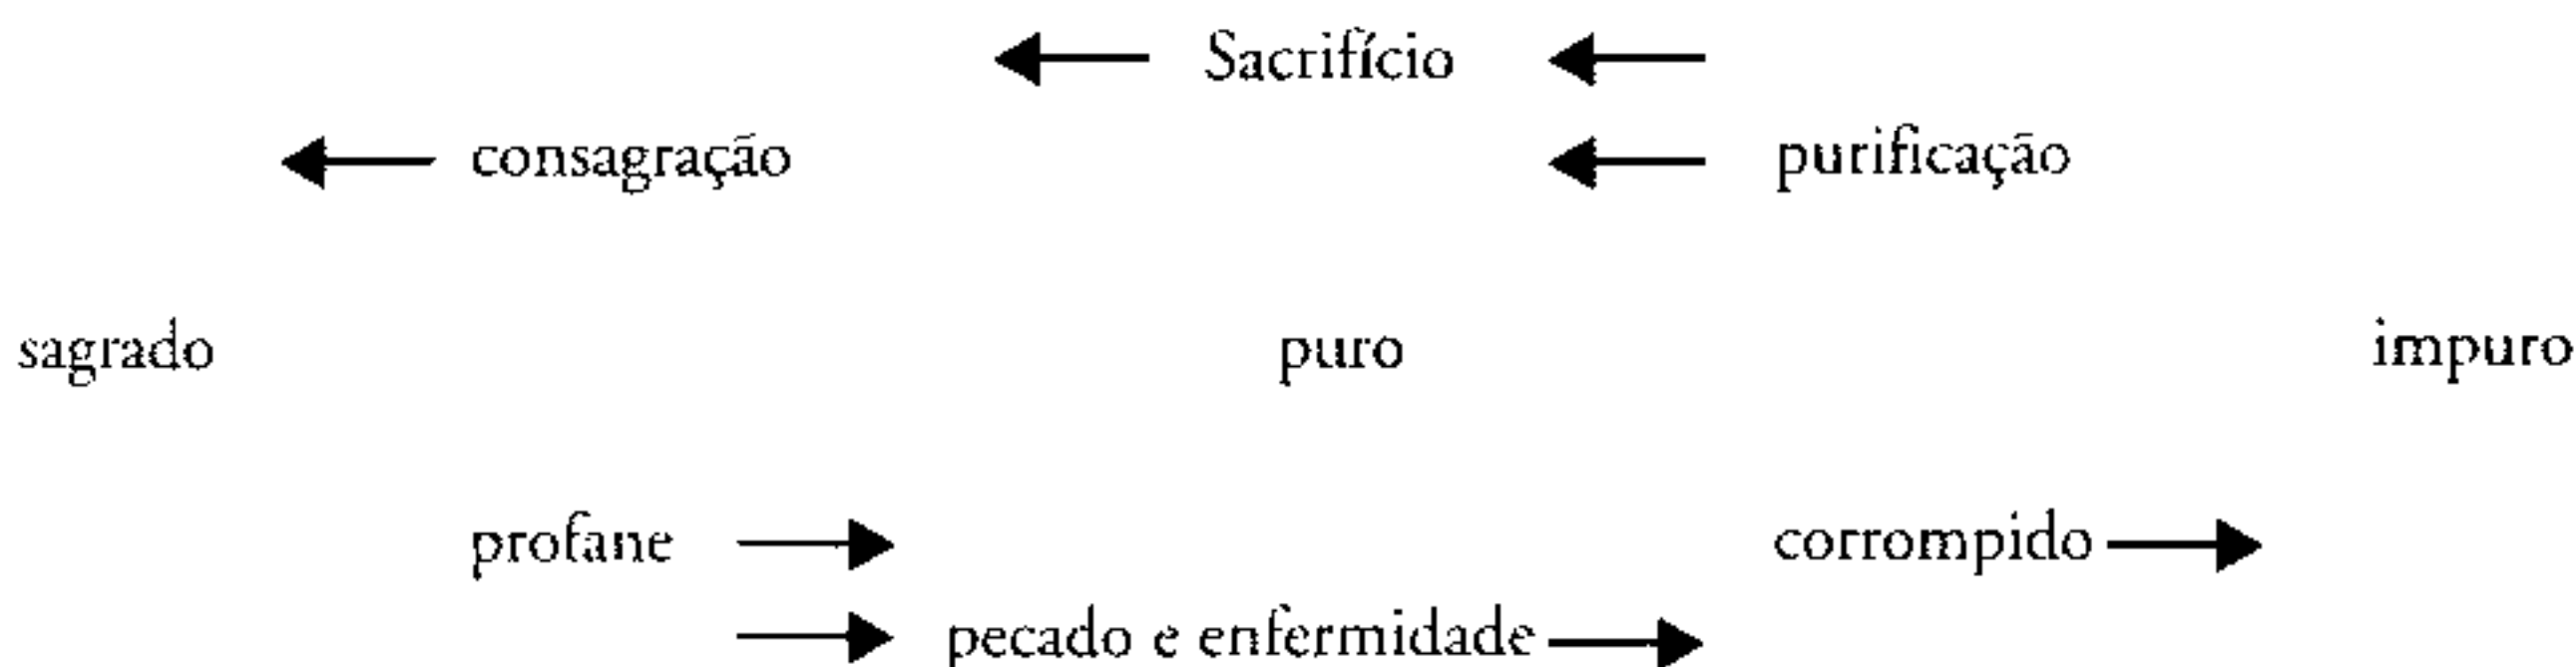 Sacrifício
consagração purificação
sagrado puro impuro
profane corrompido
pecado e enfermidade